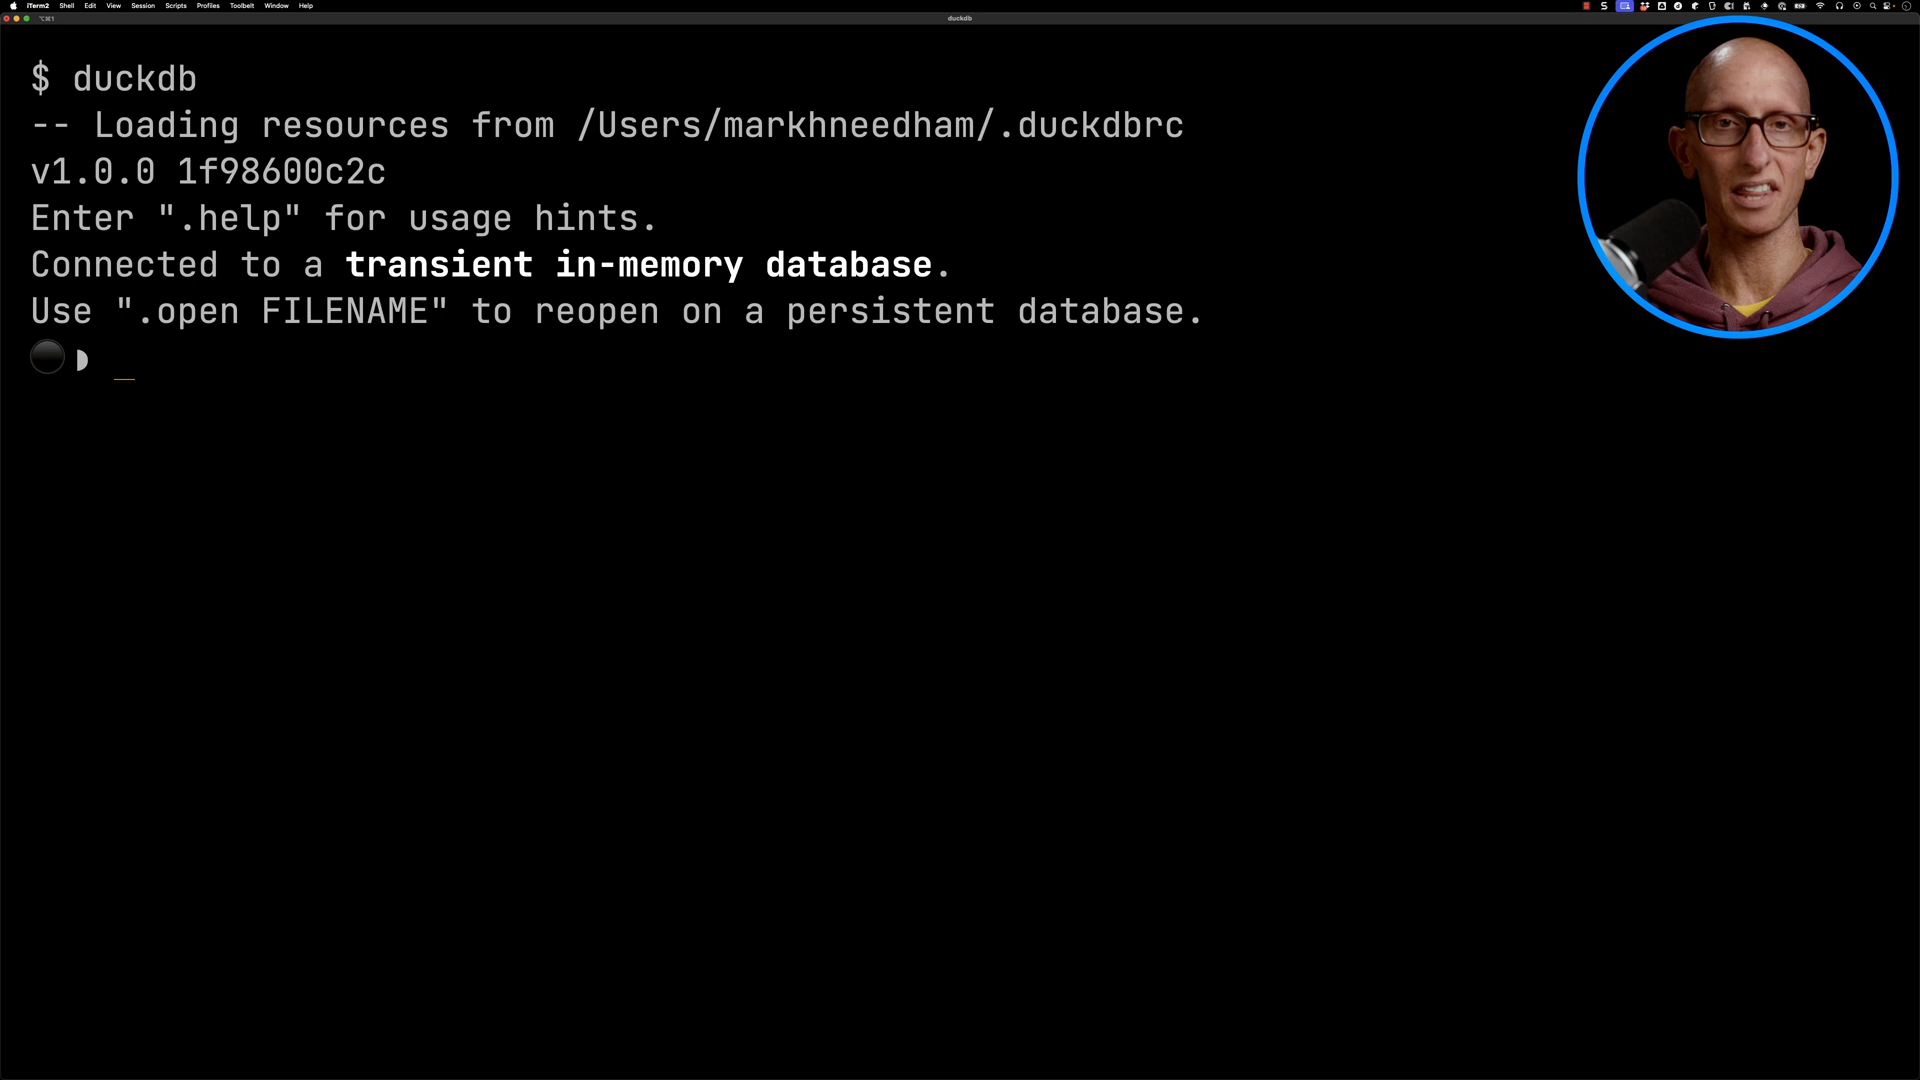 iTerm2 Shell Edit View Session Scripts Profiles Toolbelt Window Help
⌥⌘1 duckdb
$ duckdb
-- Loading resources from /Users/markhneedham/.duckdbrc
v1.0.0 1f98600c2c
Enter ".help" for usage hints.
Connected to a transient in-memory database.
Use ".open FILENAME" to reopen on a persistent database.